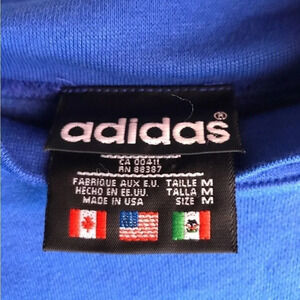 adidas®
CA 00411
RN 88387
FABRIQUE AUX E.U. TAILLE M
HECHO EN EE.UU. TALLA M
MADE IN USA SIZE M